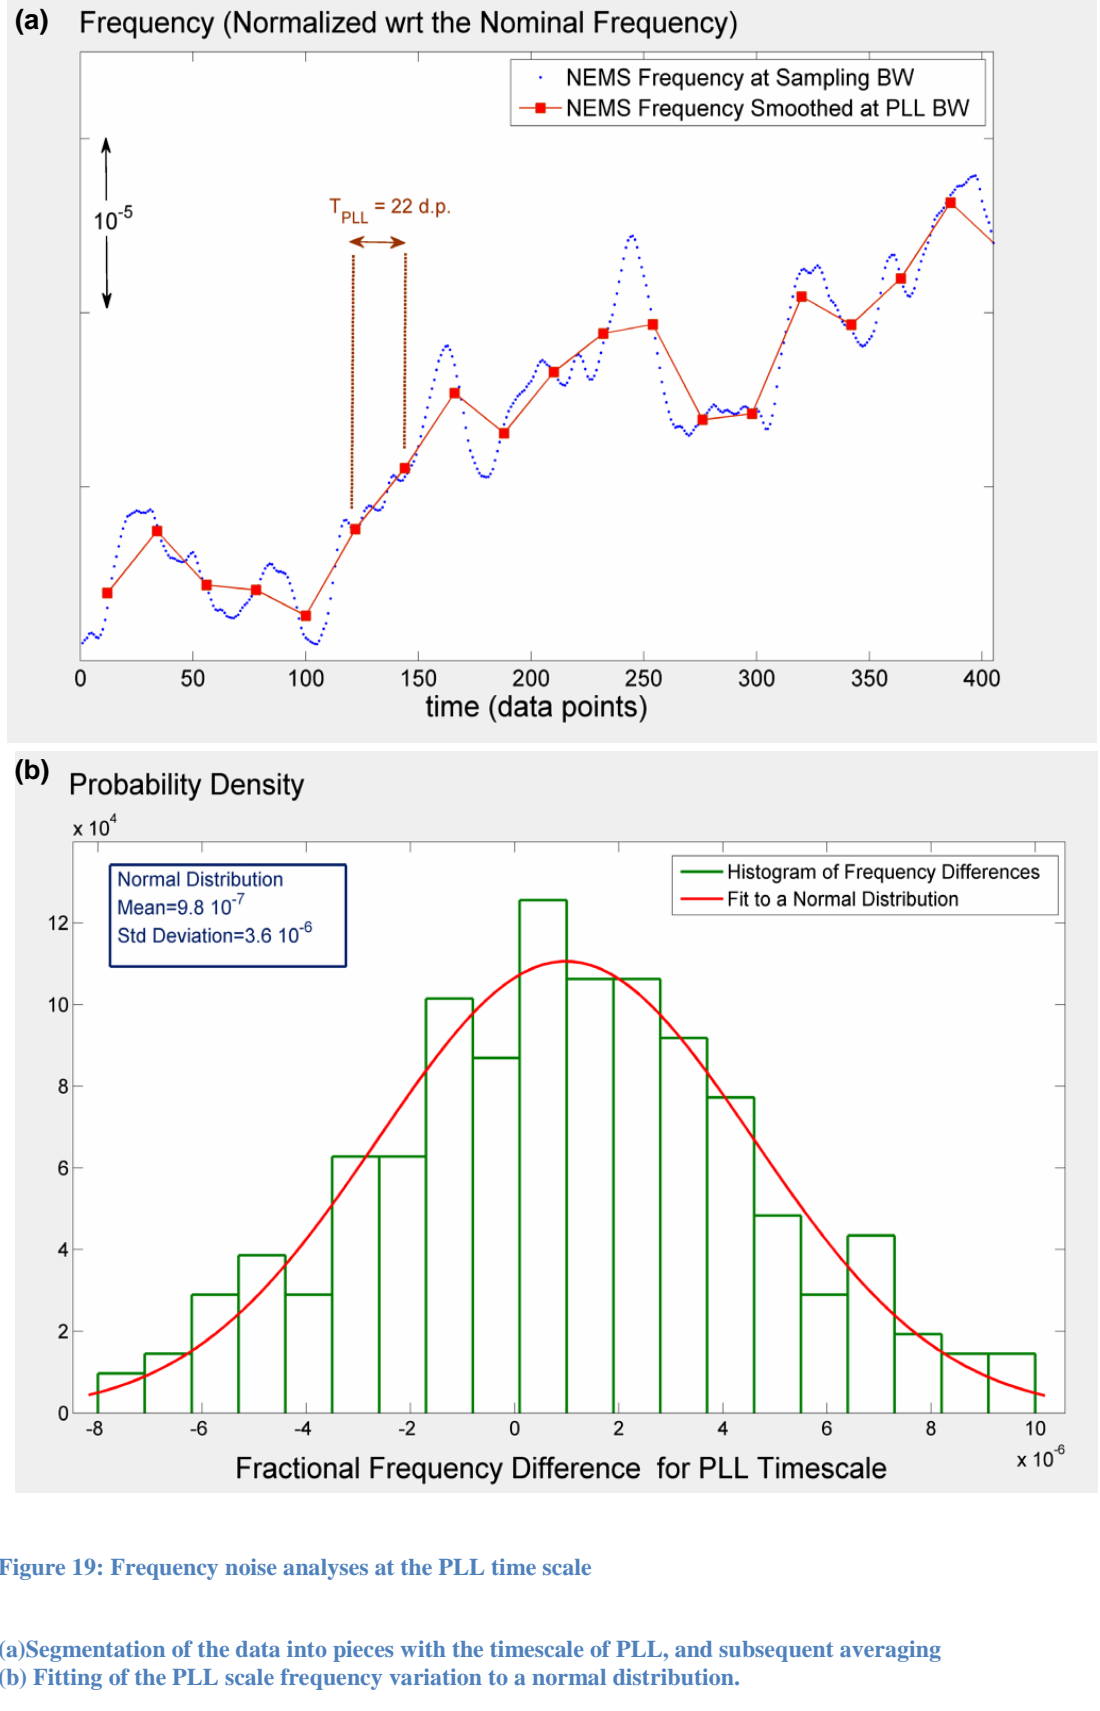 (a) Frequency (Normalized wrt the Nominal Frequency)
NEMS Frequency at Sampling BW
NEMS Frequency Smoothed at PLL BW
10-5
TPLL = 22 d.p.
0 50 100 150 200 250 300 350 400
time (data points)
(b) Probability Density
x 104
Normal Distribution
Mean=9.8 10-7
Std Deviation=3.6 10-6
Histogram of Frequency Differences
Fit to a Normal Distribution
12
10
8
6
4
2
0
-8 -6 -4 -2 0 2 4 6 8 10
x 10-6
Fractional Frequency Difference for PLL Timescale
Figure 19: Frequency noise analyses at the PLL time scale
(a)Segmentation of the data into pieces with the timescale of PLL, and subsequent averaging
(b) Fitting of the PLL scale frequency variation to a normal distribution.